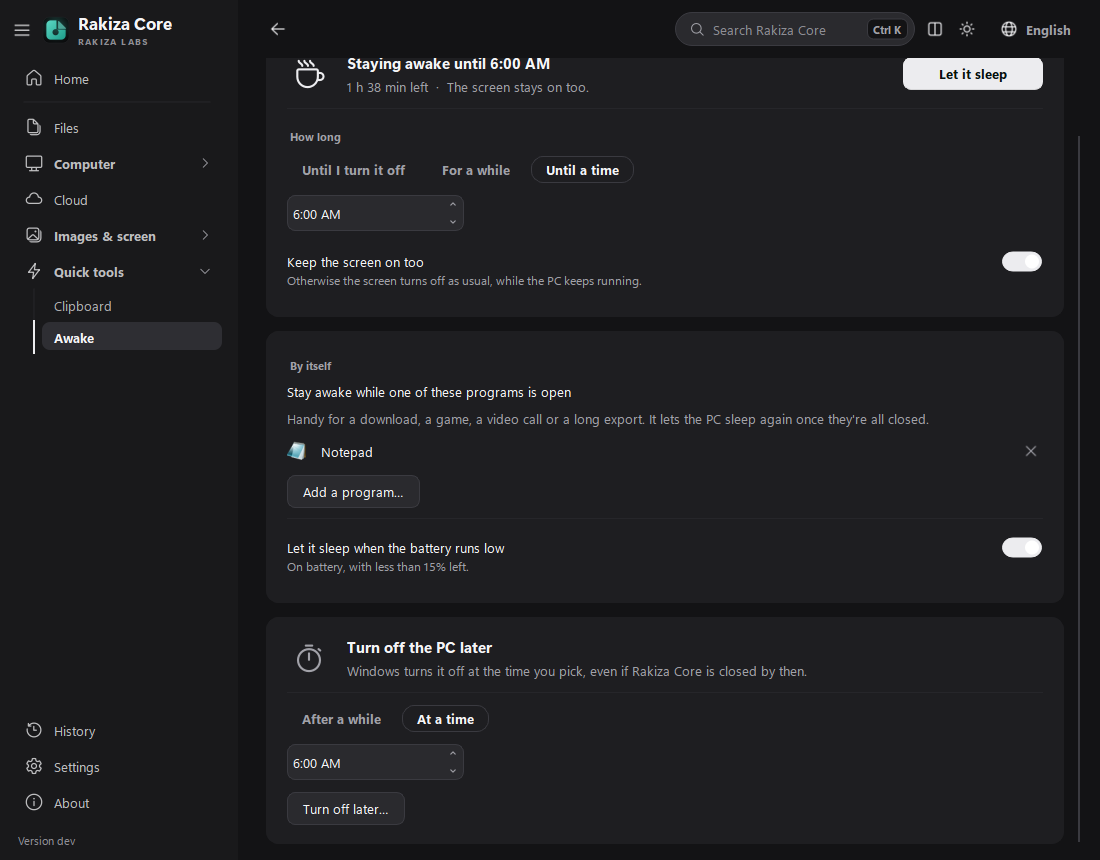 Rakiza Core
RAKIZA LABS
Search Rakiza Core
Ctrl K
English
Home
Files
Computer
Cloud
Images & screen
Quick tools
Clipboard
Awake
History
Settings
About
Version dev
Staying awake until 6:00 AM
1 h 38 min left · The screen stays on too.
Let it sleep
How long
Until I turn it off
For a while
Until a time
6:00 AM
Keep the screen on too
Otherwise the screen turns off as usual, while the PC keeps running.
By itself
Stay awake while one of these programs is open
Handy for a download, a game, a video call or a long export. It lets the PC sleep again once they're all closed.
Notepad
Add a program...
Let it sleep when the battery runs low
On battery, with less than 15% left.
Turn off the PC later
Windows turns it off at the time you pick, even if Rakiza Core is closed by then.
After a while
At a time
6:00 AM
Turn off later...